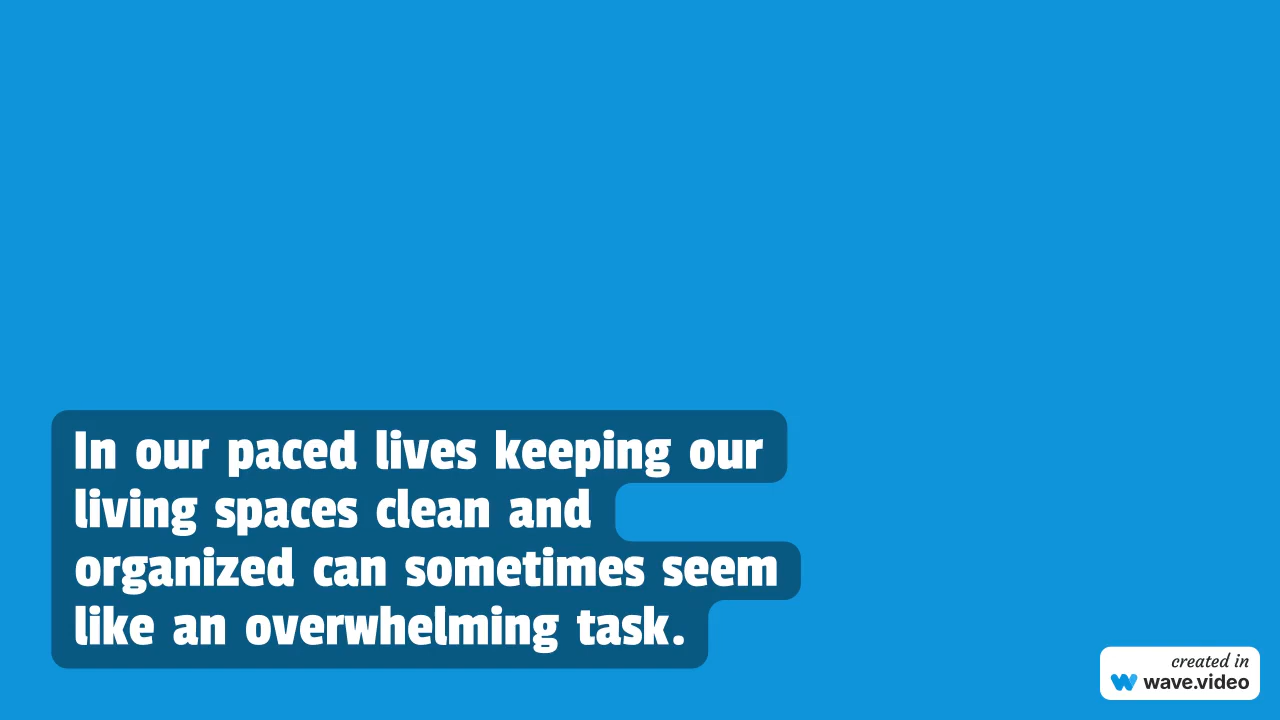 In our paced lives keeping our
living spaces clean and
organized can sometimes seem
like an overwhelming task.
created in
wave.video